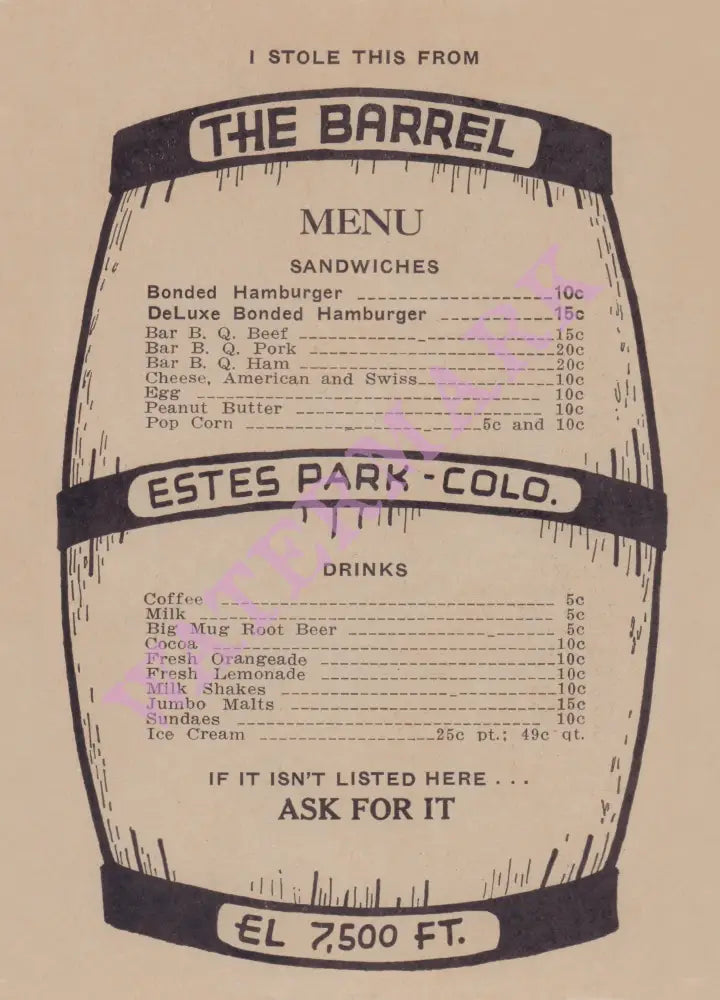 I STOLE THIS FROM
THE BARREL
MENU
SANDWICHES
Bonded Hamburger 10c
DeLuxe Bonded Hamburger 15c
Bar B. Q. Beef 15c
Bar B. Q. Pork 20c
Bar B. Q. Ham 20c
Cheese, American and Swiss 10c
Egg 10c
Peanut Butter 10c
Pop Corn 5c and 10c
ESTES PARK - COLO.
DRINKS
Coffee 5c
Milk 5c
Big Mug Root Beer 5c
Cocoa 10c
Fresh Orangeade 10c
Fresh Lemonade 10c
Milk Shakes 10c
Jumbo Malts 15c
Sundaes 10c
Ice Cream 25c pt.; 49c qt.
IF IT ISN'T LISTED HERE . . .
ASK FOR IT
EL 7,500 FT.
WATERMARK